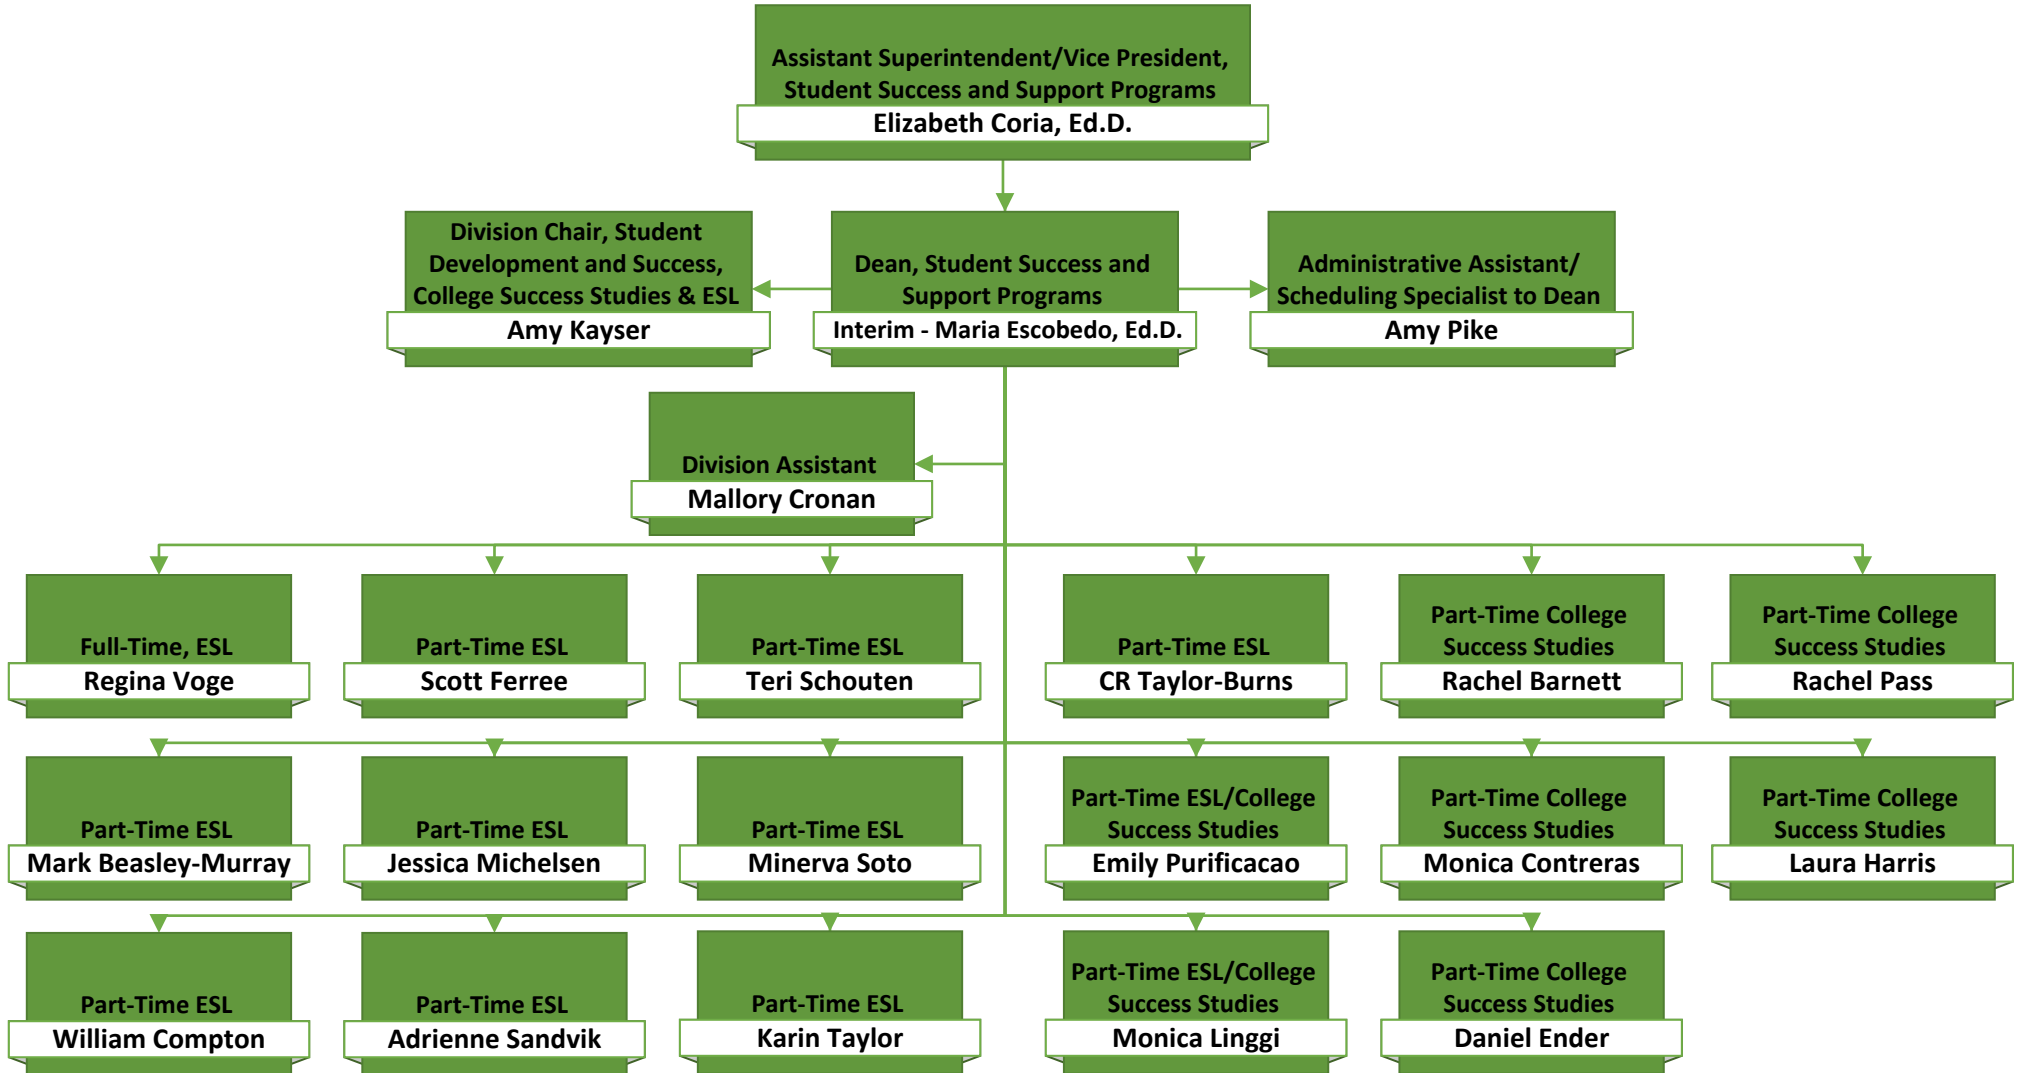 Assistant Superintendent/Vice President,
Student Success and Support Programs
Elizabeth Coria, Ed.D.
Division Chair, Student
Development and Success,
College Success Studies & ESL
Amy Kayser
Dean, Student Success and
Support Programs
Interim - Maria Escobedo, Ed.D.
Administrative Assistant/
Scheduling Specialist to Dean
Amy Pike
Division Assistant
Mallory Cronan
Full-Time, ESL
Regina Voge
Part-Time ESL
Scott Ferree
Part-Time ESL
Teri Schouten
Part-Time ESL
CR Taylor-Burns
Part-Time College
Success Studies
Rachel Barnett
Part-Time College
Success Studies
Rachel Pass
Part-Time ESL
Mark Beasley-Murray
Part-Time ESL
Jessica Michelsen
Part-Time ESL
Minerva Soto
Part-Time ESL/College
Success Studies
Emily Purificacao
Part-Time College
Success Studies
Monica Contreras
Part-Time College
Success Studies
Laura Harris
Part-Time ESL
William Compton
Part-Time ESL
Adrienne Sandvik
Part-Time ESL
Karin Taylor
Part-Time ESL/College
Success Studies
Monica Linggi
Part-Time College
Success Studies
Daniel Ender